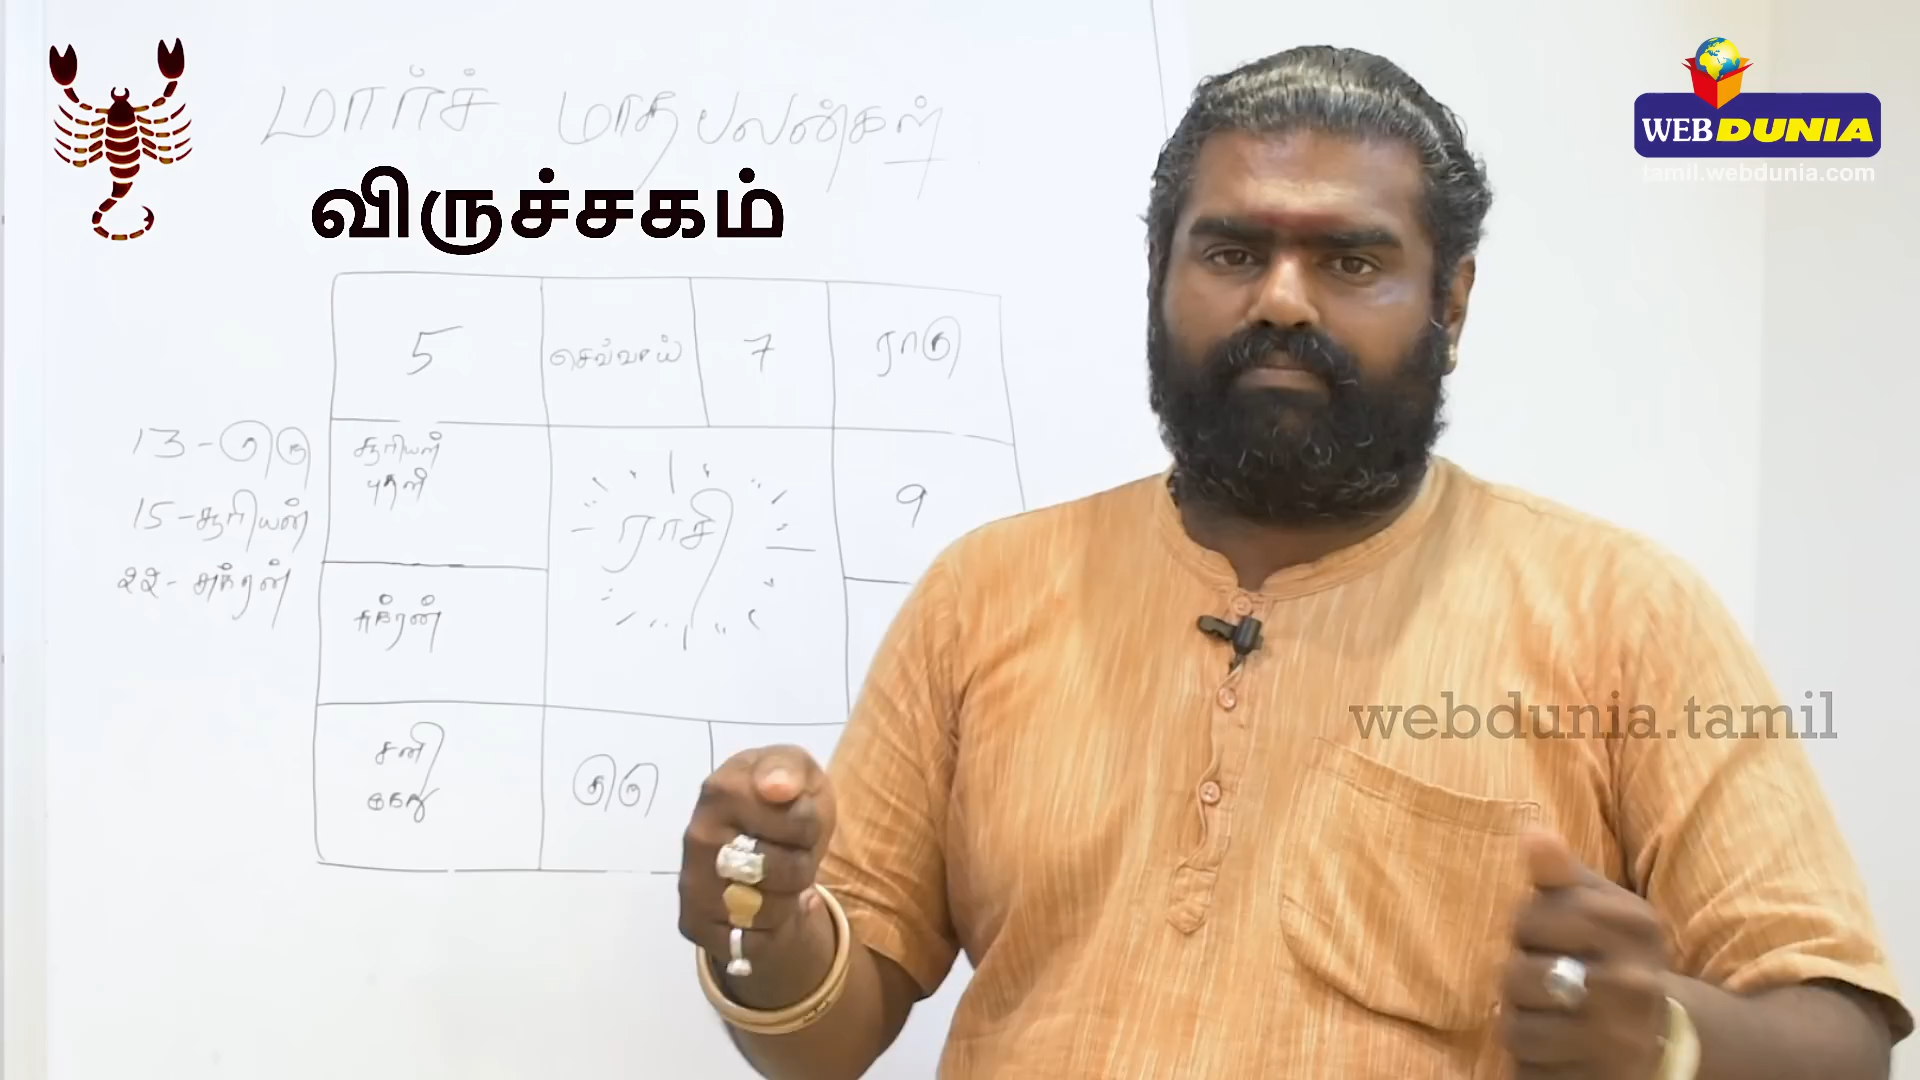 மார்ச் மாத பலன்கள்
விருச்சகம்
WEBDUNIA
tamil.webdunia.com
5
செவ்வாய்
7
ராகு
13-குரு
15-சூரியன்
22-சுக்ரன்
சூரியன்
புதன்
ராசி
9
சுக்ரன்
சனி
கேது
குரு
webdunia.tamil